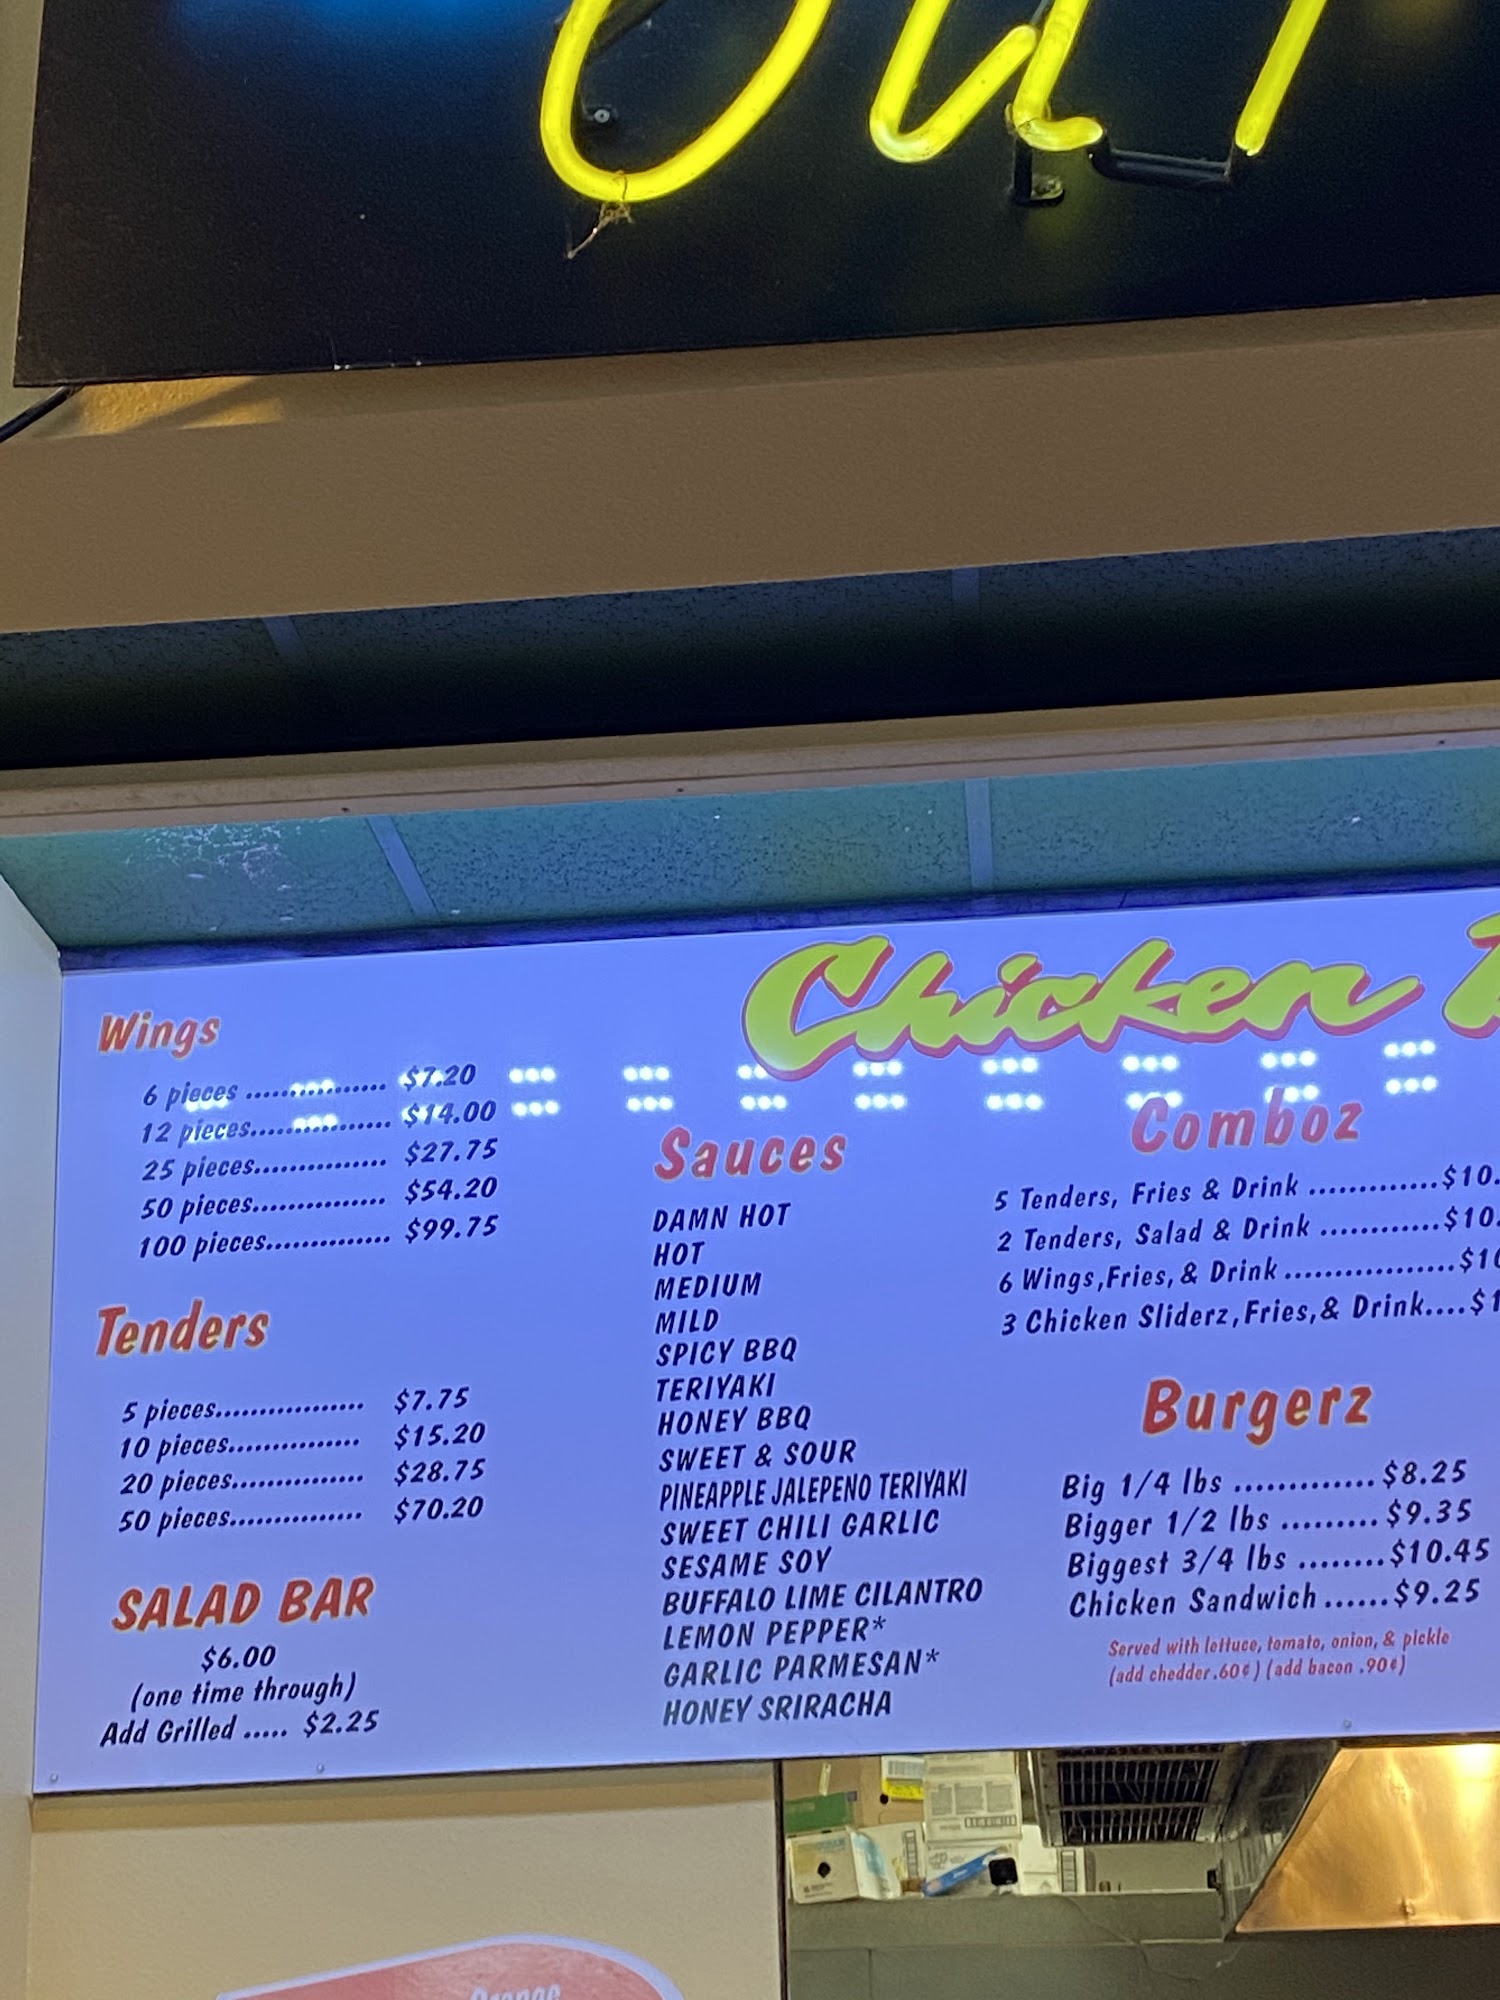 Chicken
Wings
6 pieces ................ $7.20
12 pieces................ $14.00
25 pieces............... $27.75
50 pieces............... $54.20
100 pieces.............. $99.75
Tenders
5 pieces................. $7.75
10 pieces............... $15.20
20 pieces............... $28.75
50 pieces............... $70.20
SALAD BAR
$6.00
(one time through)
Add Grilled ..... $2.25
Sauces
DAMN HOT
HOT
MEDIUM
MILD
SPICY BBQ
TERIYAKI
HONEY BBQ
SWEET & SOUR
PINEAPPLE JALEPENO TERIYAKI
SWEET CHILI GARLIC
SESAME SOY
BUFFALO LIME CILANTRO
LEMON PEPPER*
GARLIC PARMESAN*
HONEY SRIRACHA
Comboz
5 Tenders, Fries & Drink .............$10.
2 Tenders, Salad & Drink ............$10.
6 Wings,Fries, & Drink .................$10
3 Chicken Sliderz,Fries,& Drink....$1
Burgerz
Big 1/4 lbs .............$8.25
Bigger 1/2 lbs .........$9.35
Biggest 3/4 lbs ........$10.45
Chicken Sandwich ......$9.25
Served with lettuce, tomato, onion, & pickle
(add chedder .60¢) (add bacon .90¢)
Orange